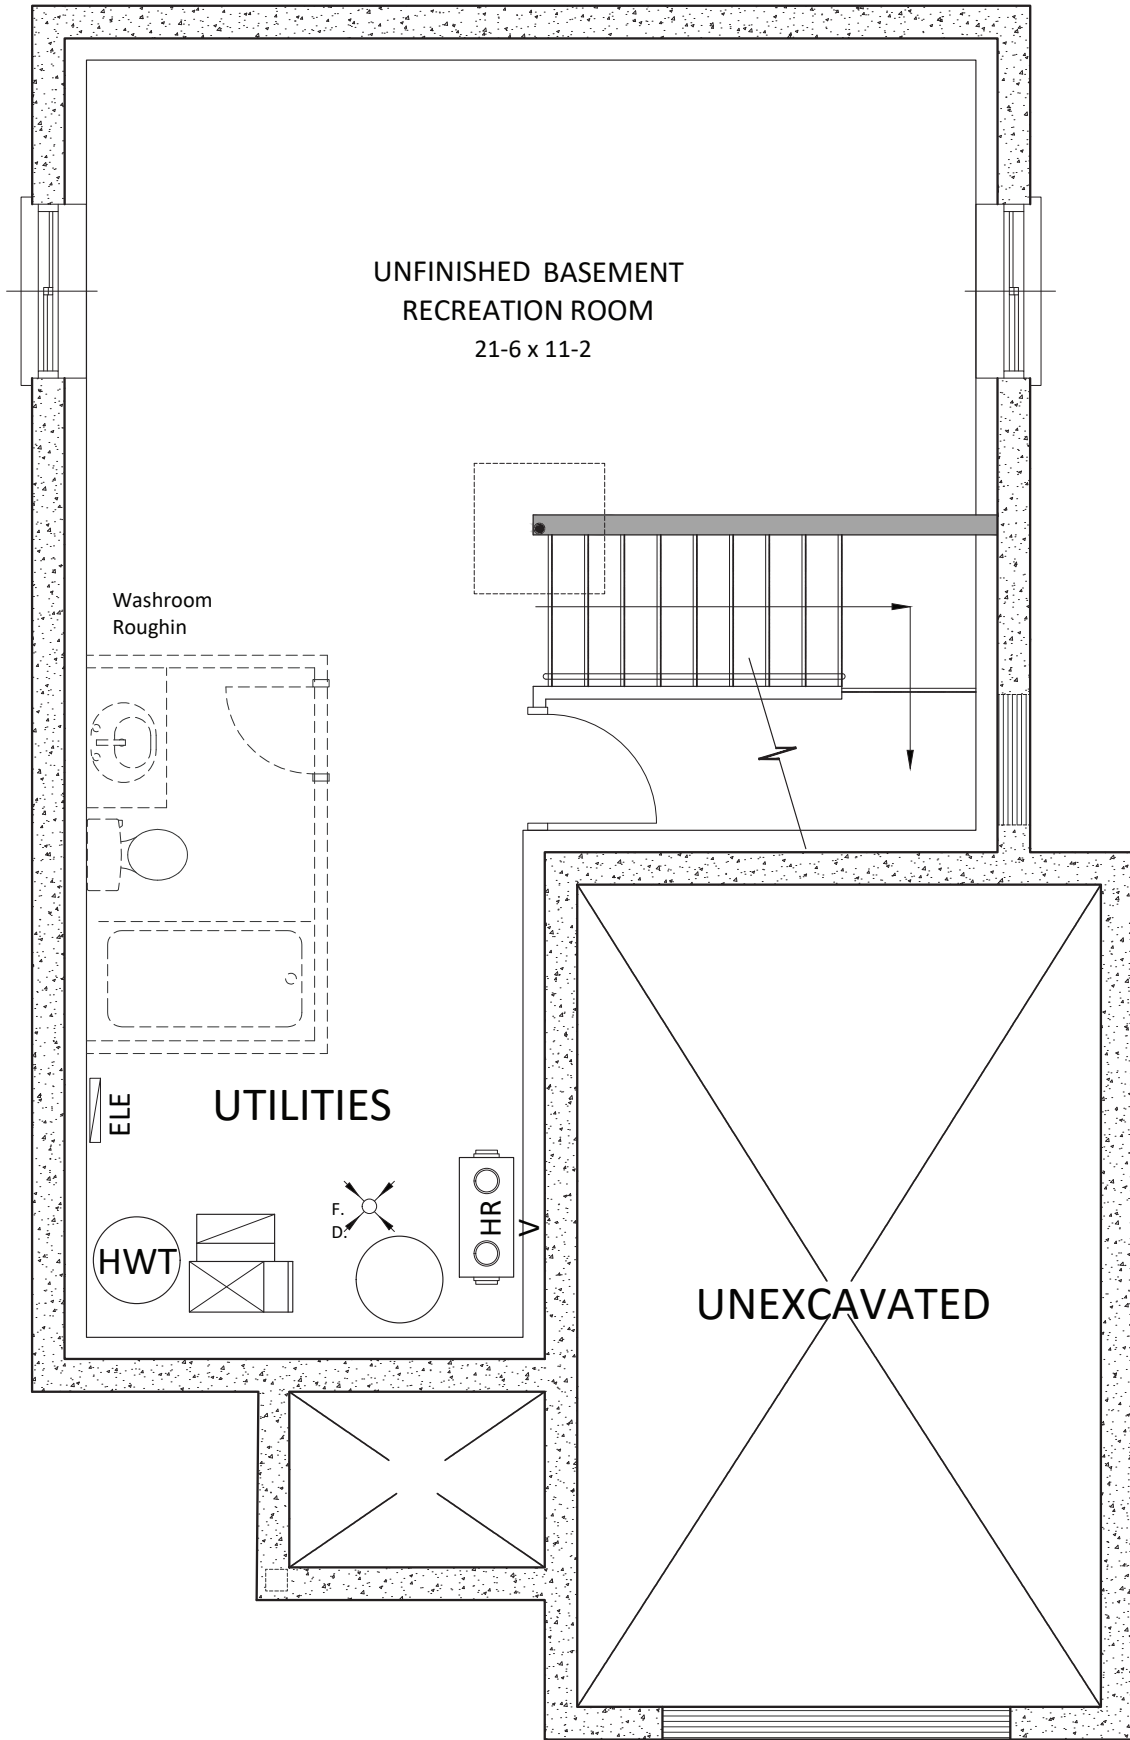 UNFINISHED BASEMENT
RECREATION ROOM
21-6 x 11-2
Washroom
Roughin
UTILITIES
ELE
F.
D.
HR
V
HWT
UNEXCAVATED